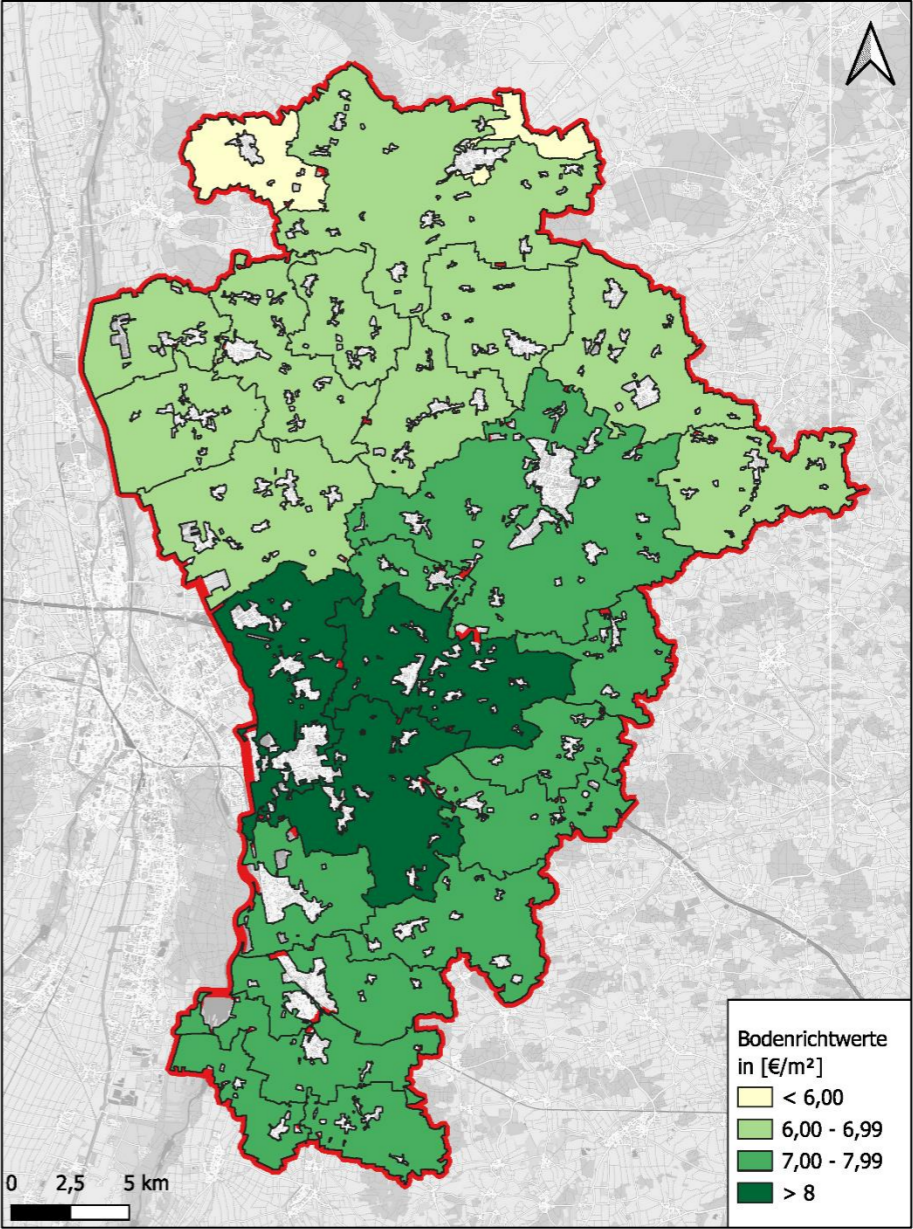 Bodenrichtwerte
in [€/m²]
< 6,00
6,00 - 6,99
7,00 - 7,99
> 8
0 2,5 5 km